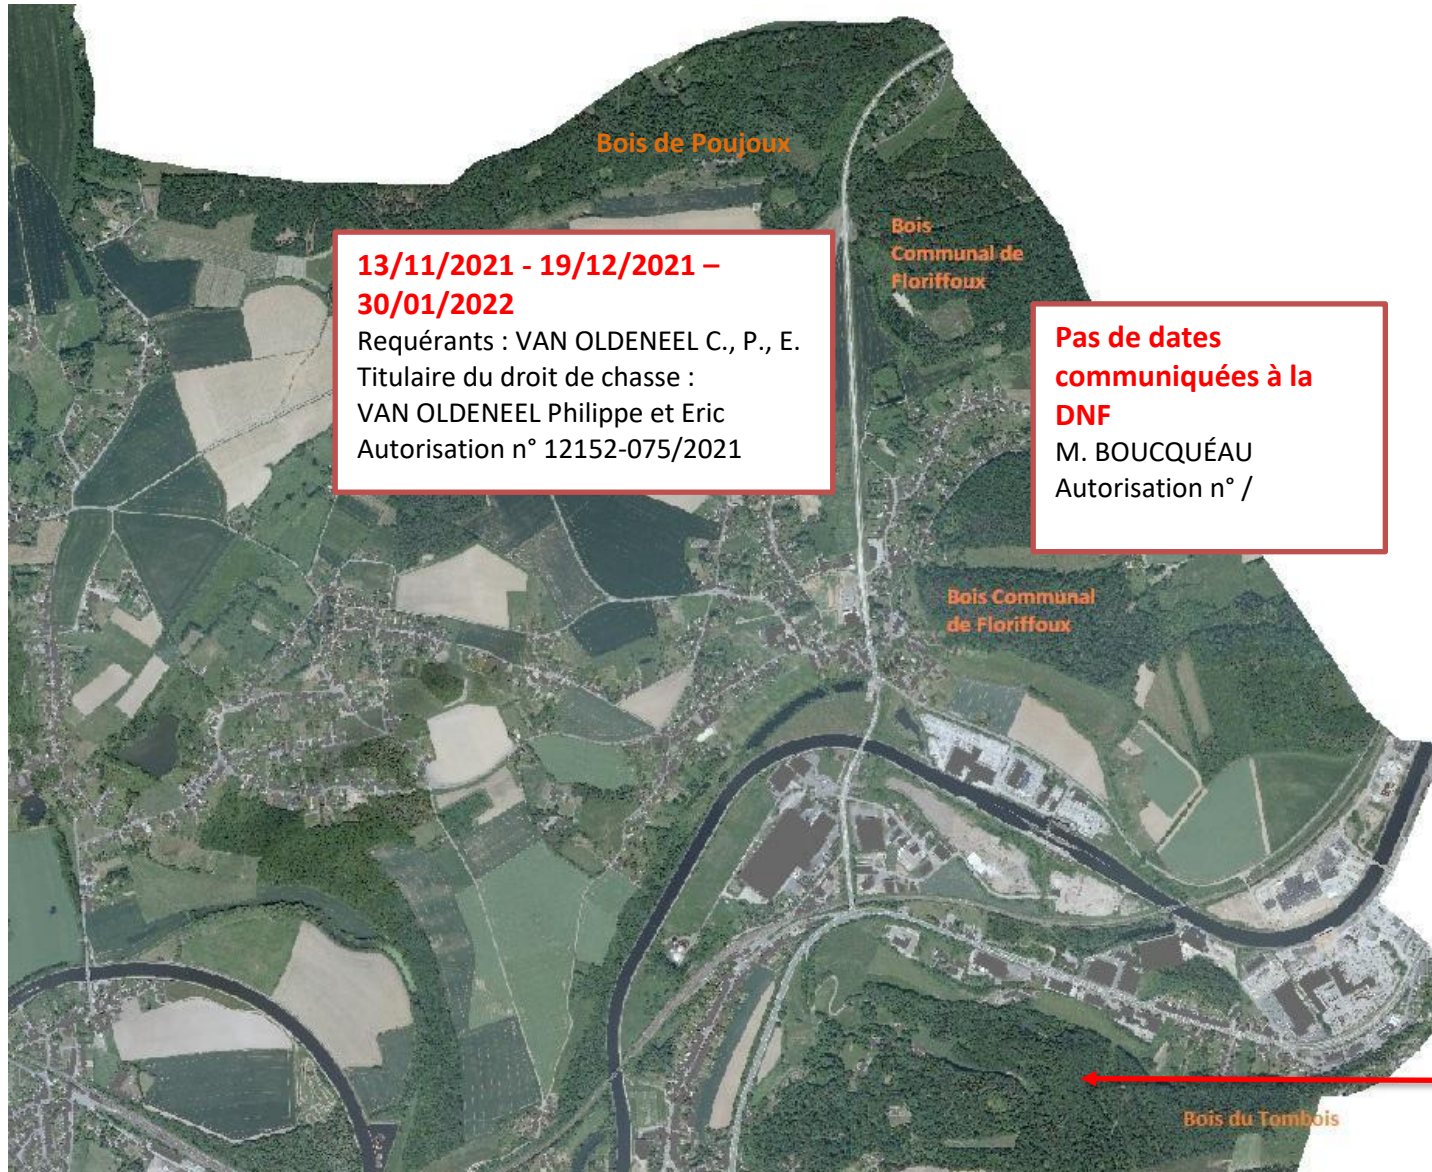 Bois de Poujoux
Bois
Communal de
Floriffoux
13/11/2021 - 19/12/2021 –
30/01/2022
Requérants : VAN OLDENEEL C., P., E.
Titulaire du droit de chasse :
VAN OLDENEEL Philippe et Eric
Autorisation n° 12152-075/2021
Pas de dates
communiquées à la
DNF
M. BOUCQUÉAU
Autorisation n° /
Bois Communal
de Floriffoux
Bois du Tombois